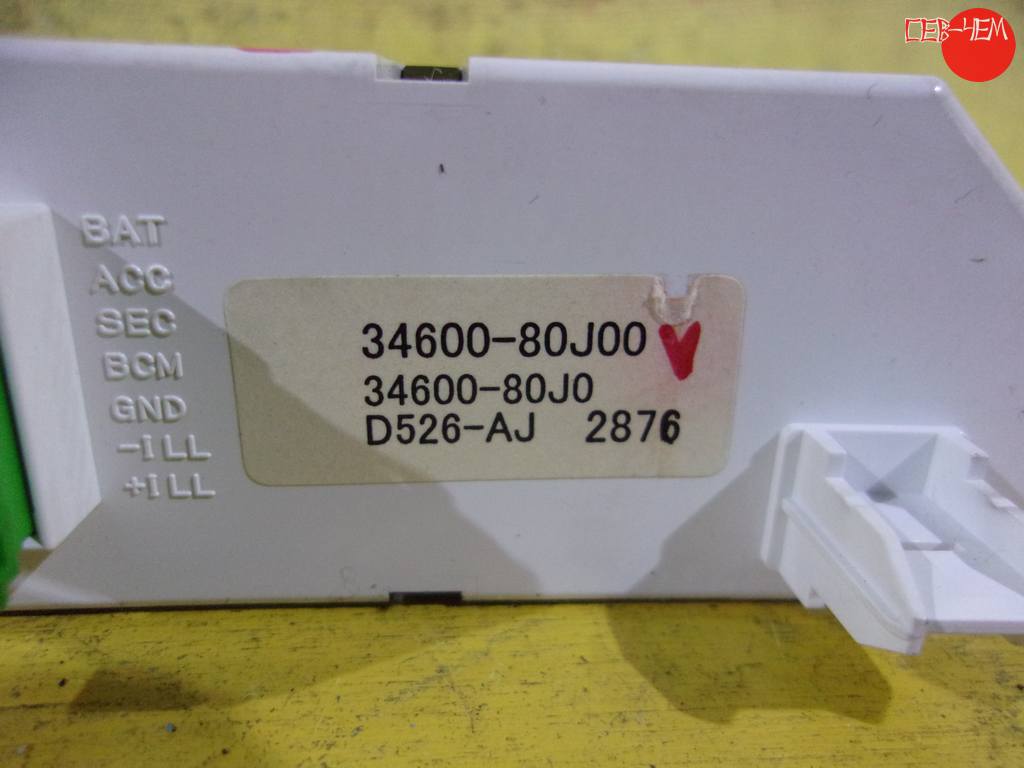 СЕВ-ЧЕМ
BAT
ACC
SEC
BCM
GND
-ILL
+ILL
34600-80J00
34600-80J0
D526-AJ 2876